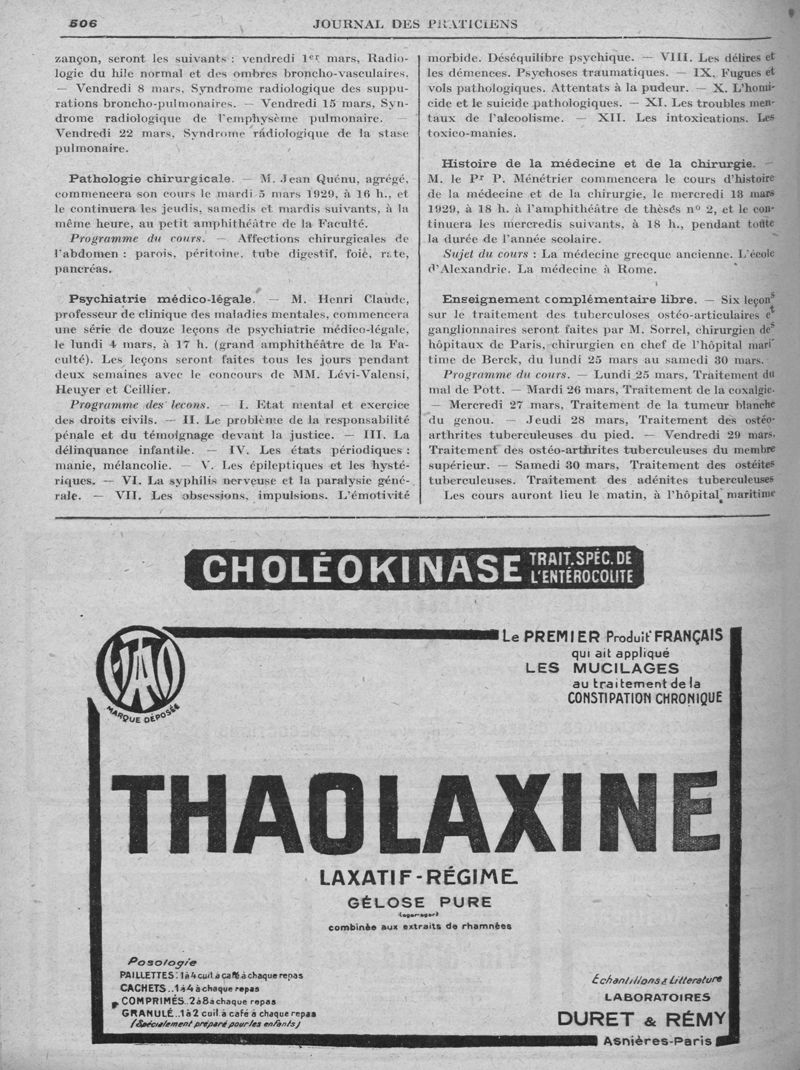 506
JOURNAL DES PRATICIENS
zançon, seront les suivants : vendredi 1er mars, Radio-
logie du hile normal et des ombres broncho-vasculaires.
— Vendredi 8 mars, Syndrome radiologique des suppu-
rations broncho-pulmonaires. — Vendredi 15 mars, Syn-
drome radiologique de l'emphysème pulmonaire. —
Vendredi 22 mars, Syndrome radiologique de la stase
pulmonaire.
Pathologie chirurgicale. — M. Jean Quénu, agrégé,
commencera son cours le mardi 5 mars 1929, à 16 h., et
le continuera les jeudis, samedis et mardis suivants, à la
même heure, au petit amphithéâtre de la Faculté.
Programme du cours. — Affections chirurgicales de
l'abdomen : parois, péritoine, tube digestif, foie, rate,
pancréas.
Psychiatrie médico-légale. — M. Henri Claude,
professeur de clinique des maladies mentales, commencera
une série de douze leçons de psychiatrie médico-légale,
le lundi 4 mars, à 17 h. (grand amphithéâtre de la Fa-
culté). Les leçons seront faites tous les jours pendant
deux semaines avec le concours de MM. Lévi-Valensi,
Heuyer et Ceillier.
Programme des lecons. — I. Etat mental et exercice
des droits civils. — II. Le problème de la responsabilité
pénale et du témoignage devant la justice. — III. La
délinquance infantile. — IV. Les états périodiques :
manie, mélancolie. — V. Les épileptiques et les hysté-
riques. — VI. La syphilis nerveuse et la paralysie géné-
rale. — VII. Les obsessions, impulsions. L'émotivité
morbide. Déséquilibre psychique. — VIII. Les délires et
les démences. Psychoses traumatiques. — IX. Fugues et
vols pathologiques. Attentats à la pudeur. — X. L'homi-
cide et le suicide pathologiques. — XI. Les troubles men-
taux de l'alcoolisme. — XII. Les intoxications. Les
toxico-manies.
Histoire de la médecine et de la chirurgie. —
M. le Pr P. Ménétrier commencera le cours d'histoire
de la médecine et de la chirurgie, le mercredi 13 mars
1929, à 18 h. à l'amphithéâtre de thèsés n° 2, et le con-
tinuera les mercredis suivants, à 18 h., pendant toute
la durée de l'année scolaire.
Sujet du cours : La médecine grecque ancienne. L'école
d'Alexandrie. La médecine à Rome.
Enseignement complémentaire libre. — Six leçons
sur le traitement des tuberculoses ostéo-articulaires et
ganglionnaires seront faites par M. Sorrel, chirurgien des
hôpitaux de Paris, chirurgien en chef de l'hôpital mari-
time de Berck, du lundi 25 mars au samedi 30 mars.
Programme du cours. — Lundi 25 mars, Traitement du
mal de Pott. — Mardi 26 mars, Traitement de la coxalgie.
— Mercredi 27 mars, Traitement de la tumeur blanche
du genou. — Jeudi 28 mars, Traitement des ostéo-
arthrites tuberculeuses du pied. — Vendredi 29 mars.
Traitement des ostéo-arthrites tuberculeuses du membre
supérieur. — Samedi 30 mars, Traitement des ostéites
tuberculeuses. Traitement des adénites tuberculeuses
Les cours auront lieu le matin, à l'hôpital maritime
CHOLÉOKINASE TRAIT. SPÉC. DE
L'ENTÉROCOLITE
MARQUE DÉPOSÉE
Le PREMIER Produit FRANÇAIS
qui ait appliqué
LES MUCILAGES
au traitement de la
CONSTIPATION CHRONIQUE
THAOLAXINE
LAXATIF-RÉGIME
GÉLOSE PURE
(agar-agar)
combinée aux extraits de rhamnées
Posologie
PAILLETTES: 1 à 4 cuil. à café à chaque repas
CACHETS..1 à 4 à chaque repas
COMPRIMÉS..2 à 8 à chaque repas
GRANULÉ..1 à 2 cuil. à café à chaque repas
(Spécialement préparé pour les enfants)
Échantillons & Litterature
LABORATOIRES
DURET & RÉMY
Asnières-Paris